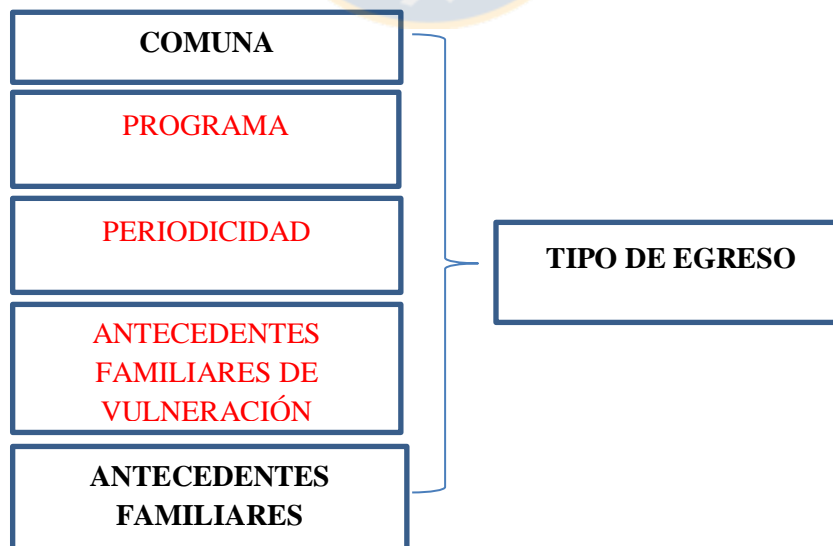 COMUNA
PROGRAMA
PERIODICIDAD
TIPO DE EGRESO
ANTECEDENTES
FAMILIARES DE
VULNERACIÓN
ANTECEDENTES
FAMILIARES